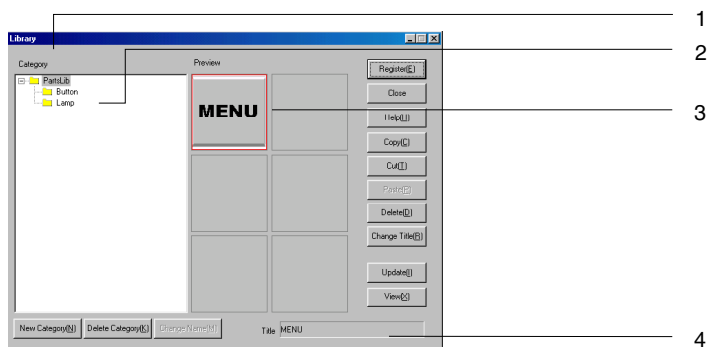 1
Library
2
Category
Preview
Register(E)
PartsLib
Button
Lamp
Close
MENU
3
Help(H)
Copy(C)
Cut(T)
Paste(P)
Delete(D)
Change Title(R)
Update(I)
View(X)
New Category(N)
Delete Category(K)
Change Name(M)
Title
MENU
4